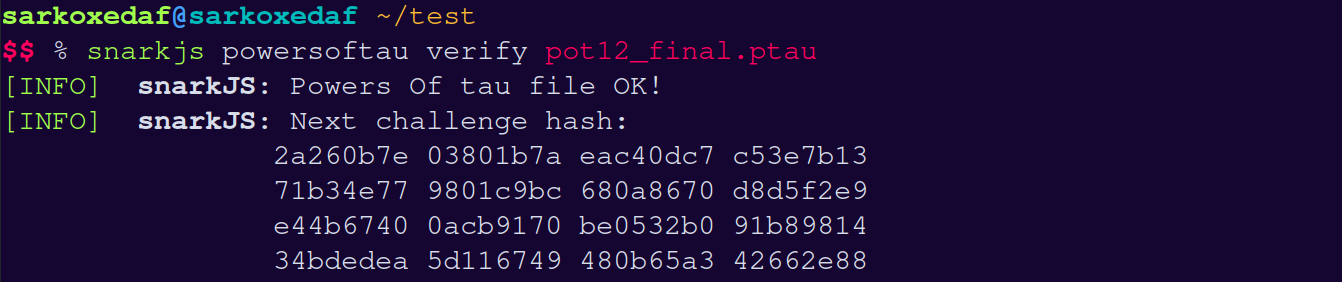 sarkoxedaf@sarkoxedaf ~/test
$$ % snarkjs powersoftau verify pot12_final.ptau
[INFO]  snarkJS: Powers Of tau file OK!
[INFO]  snarkJS: Next challenge hash:
2a260b7e 03801b7a eac40dc7 c53e7b13
71b34e77 9801c9bc 680a8670 d8d5f2e9
e44b6740 0acb9170 be0532b0 91b89814
34bdedea 5d116749 480b65a3 42662e88